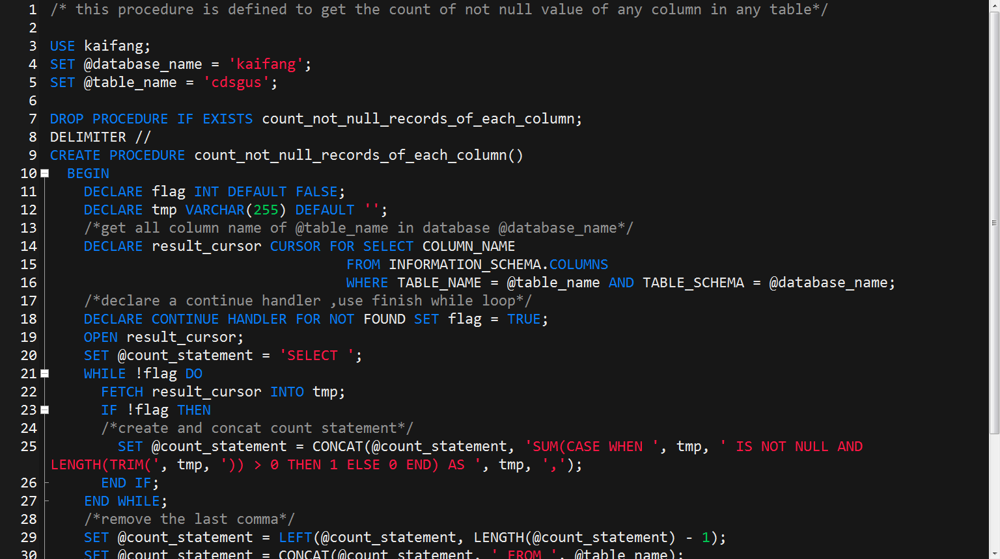 1 /* this procedure is defined to get the count of not null value of any column in any table*/
2
3 USE kaifang;
4 SET @database_name = 'kaifang';
5 SET @table_name = 'cdsgus';
6
7 DROP PROCEDURE IF EXISTS count_not_null_records_of_each_column;
8 DELIMITER //
9 CREATE PROCEDURE count_not_null_records_of_each_column()
10 BEGIN
11 DECLARE flag INT DEFAULT FALSE;
12 DECLARE tmp VARCHAR(255) DEFAULT '';
13 /*get all column name of @table_name in database @database_name*/
14 DECLARE result_cursor CURSOR FOR SELECT COLUMN_NAME
15 FROM INFORMATION_SCHEMA.COLUMNS
16 WHERE TABLE_NAME = @table_name AND TABLE_SCHEMA = @database_name;
17 /*declare a continue handler ,use finish while loop*/
18 DECLARE CONTINUE HANDLER FOR NOT FOUND SET flag = TRUE;
19 OPEN result_cursor;
20 SET @count_statement = 'SELECT ';
21 WHILE !flag DO
22 FETCH result_cursor INTO tmp;
23 IF !flag THEN
24 /*create and concat count statement*/
25 SET @count_statement = CONCAT(@count_statement, 'SUM(CASE WHEN ', tmp, ' IS NOT NULL AND
LENGTH(TRIM(', tmp, ')) > 0 THEN 1 ELSE 0 END) AS ', tmp, ',');
26 END IF;
27 END WHILE;
28 /*remove the last comma*/
29 SET @count_statement = LEFT(@count_statement, LENGTH(@count_statement) - 1);
30 SET @count_statement = CONCAT(@count_statement, ' FROM ', @table_name);